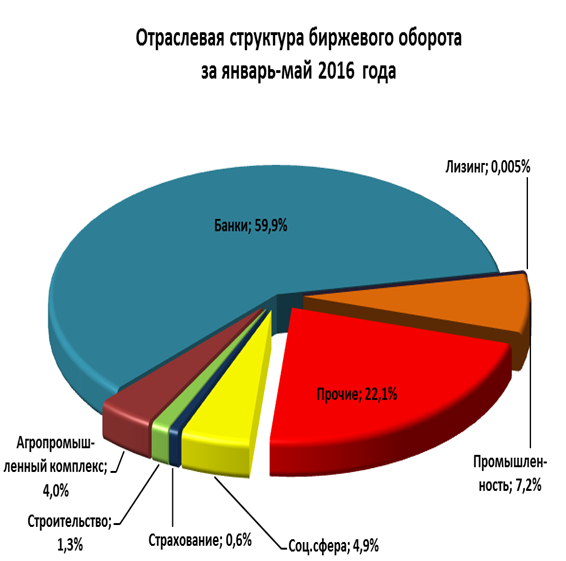 Отраслевая структура биржевого оборота
за январь-май 2016 года
Лизинг; 0,005%
Банки; 59,9%
Прочие; 22,1%
Агропромыш-
ленный комплекс;
4,0%
Промышлен-
ность; 7,2%
Строительство;
1,3%
Страхование; 0,6%
Соц.сфера; 4,9%